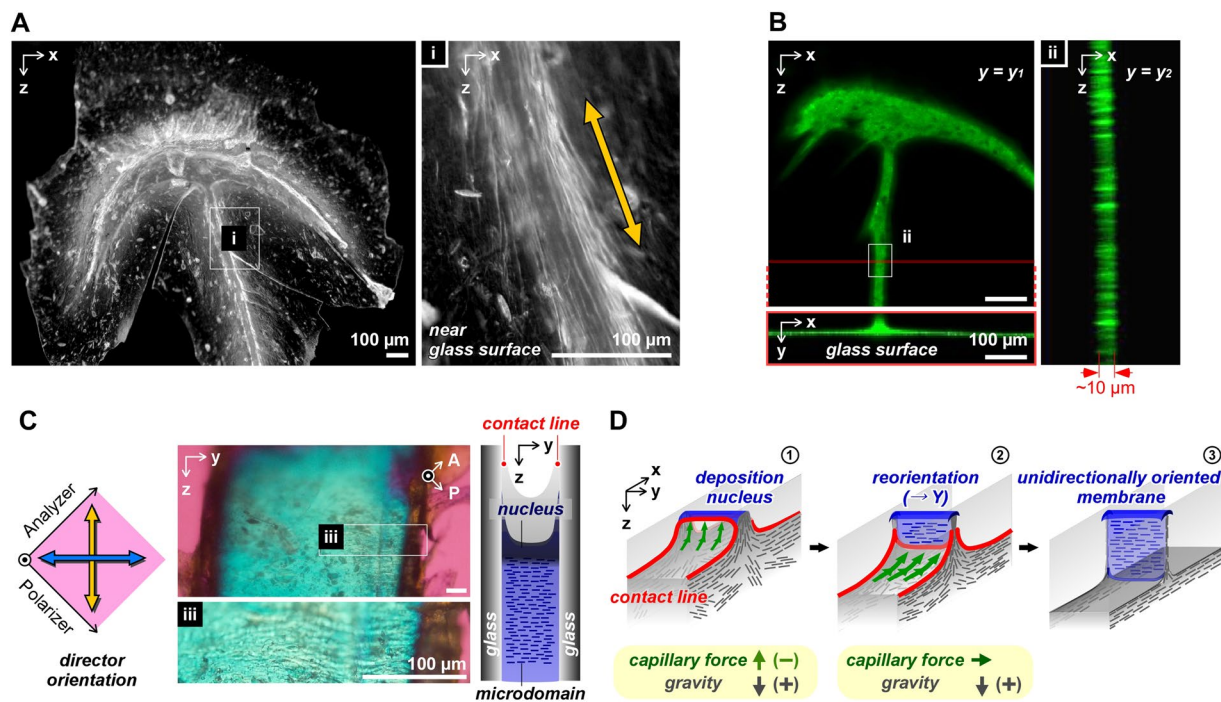 A
x
z
i
100 µm
i
x
z
near
glass surface
100 µm
B
x
z
y = y1
ii
x
y
glass surface
100 µm
ii
x
z
y = y2
~10 µm
C
Analyzer
Polarizer
director
orientation
y
z
A
P
iii
iii
100 µm
contact line
y
z
nucleus
glass
glass
microdomain
D
x
y
z
①
deposition
nucleus
contact line
capillary force ↑ (−)
gravity ↓ (+)
②
reorientation
(→ Y)
capillary force →
gravity ↓ (+)
③
unidirectionally oriented
membrane